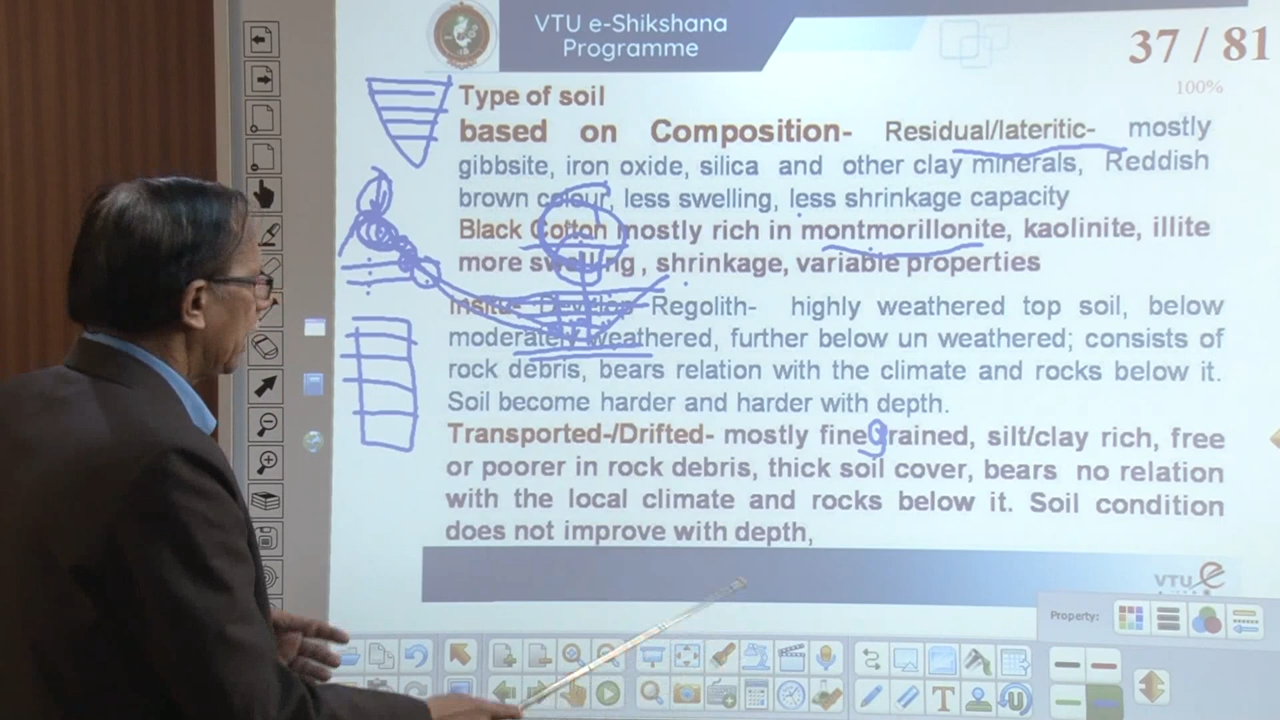 VTU e-Shikshana
Programme
37 / 81
100%
Type of soil
based on Composition- Residual/lateritic- mostly
gibbsite, iron oxide, silica and other clay minerals, Reddish
brown colour, less swelling, less shrinkage capacity
Black Cotton mostly rich in montmorillonite, kaolinite, illite
more swelling , shrinkage, variable properties
Insitu- Develop Regolith- highly weathered top soil, below
moderately weathered, further below un weathered; consists of
rock debris, bears relation with the climate and rocks below it.
Soil become harder and harder with depth.
Transported-/Drifted- mostly fine grained, silt/clay rich, free
or poorer in rock debris, thick soil cover, bears no relation
with the local climate and rocks below it. Soil condition
does not improve with depth,
VTU e
Property: